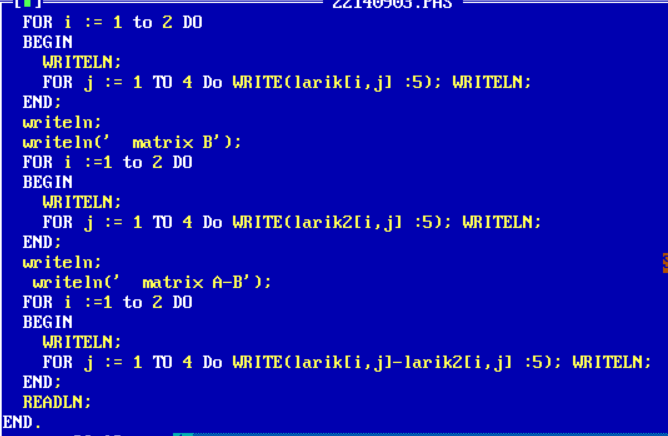 22140903.PAS
FOR i := 1 to 2 DO
BEGIN
WRITELN;
FOR j := 1 TO 4 Do WRITE(larik[i,j] :5); WRITELN;
END;
writeln;
writeln('  matrix B');
FOR i :=1 to 2 DO
BEGIN
WRITELN;
FOR j := 1 TO 4 Do WRITE(larik2[i,j] :5); WRITELN;
END;
writeln;
writeln('  matrix A-B');
FOR i :=1 to 2 DO
BEGIN
WRITELN;
FOR j := 1 TO 4 Do WRITE(larik[i,j]-larik2[i,j] :5); WRITELN;
END;
READLN;
END.